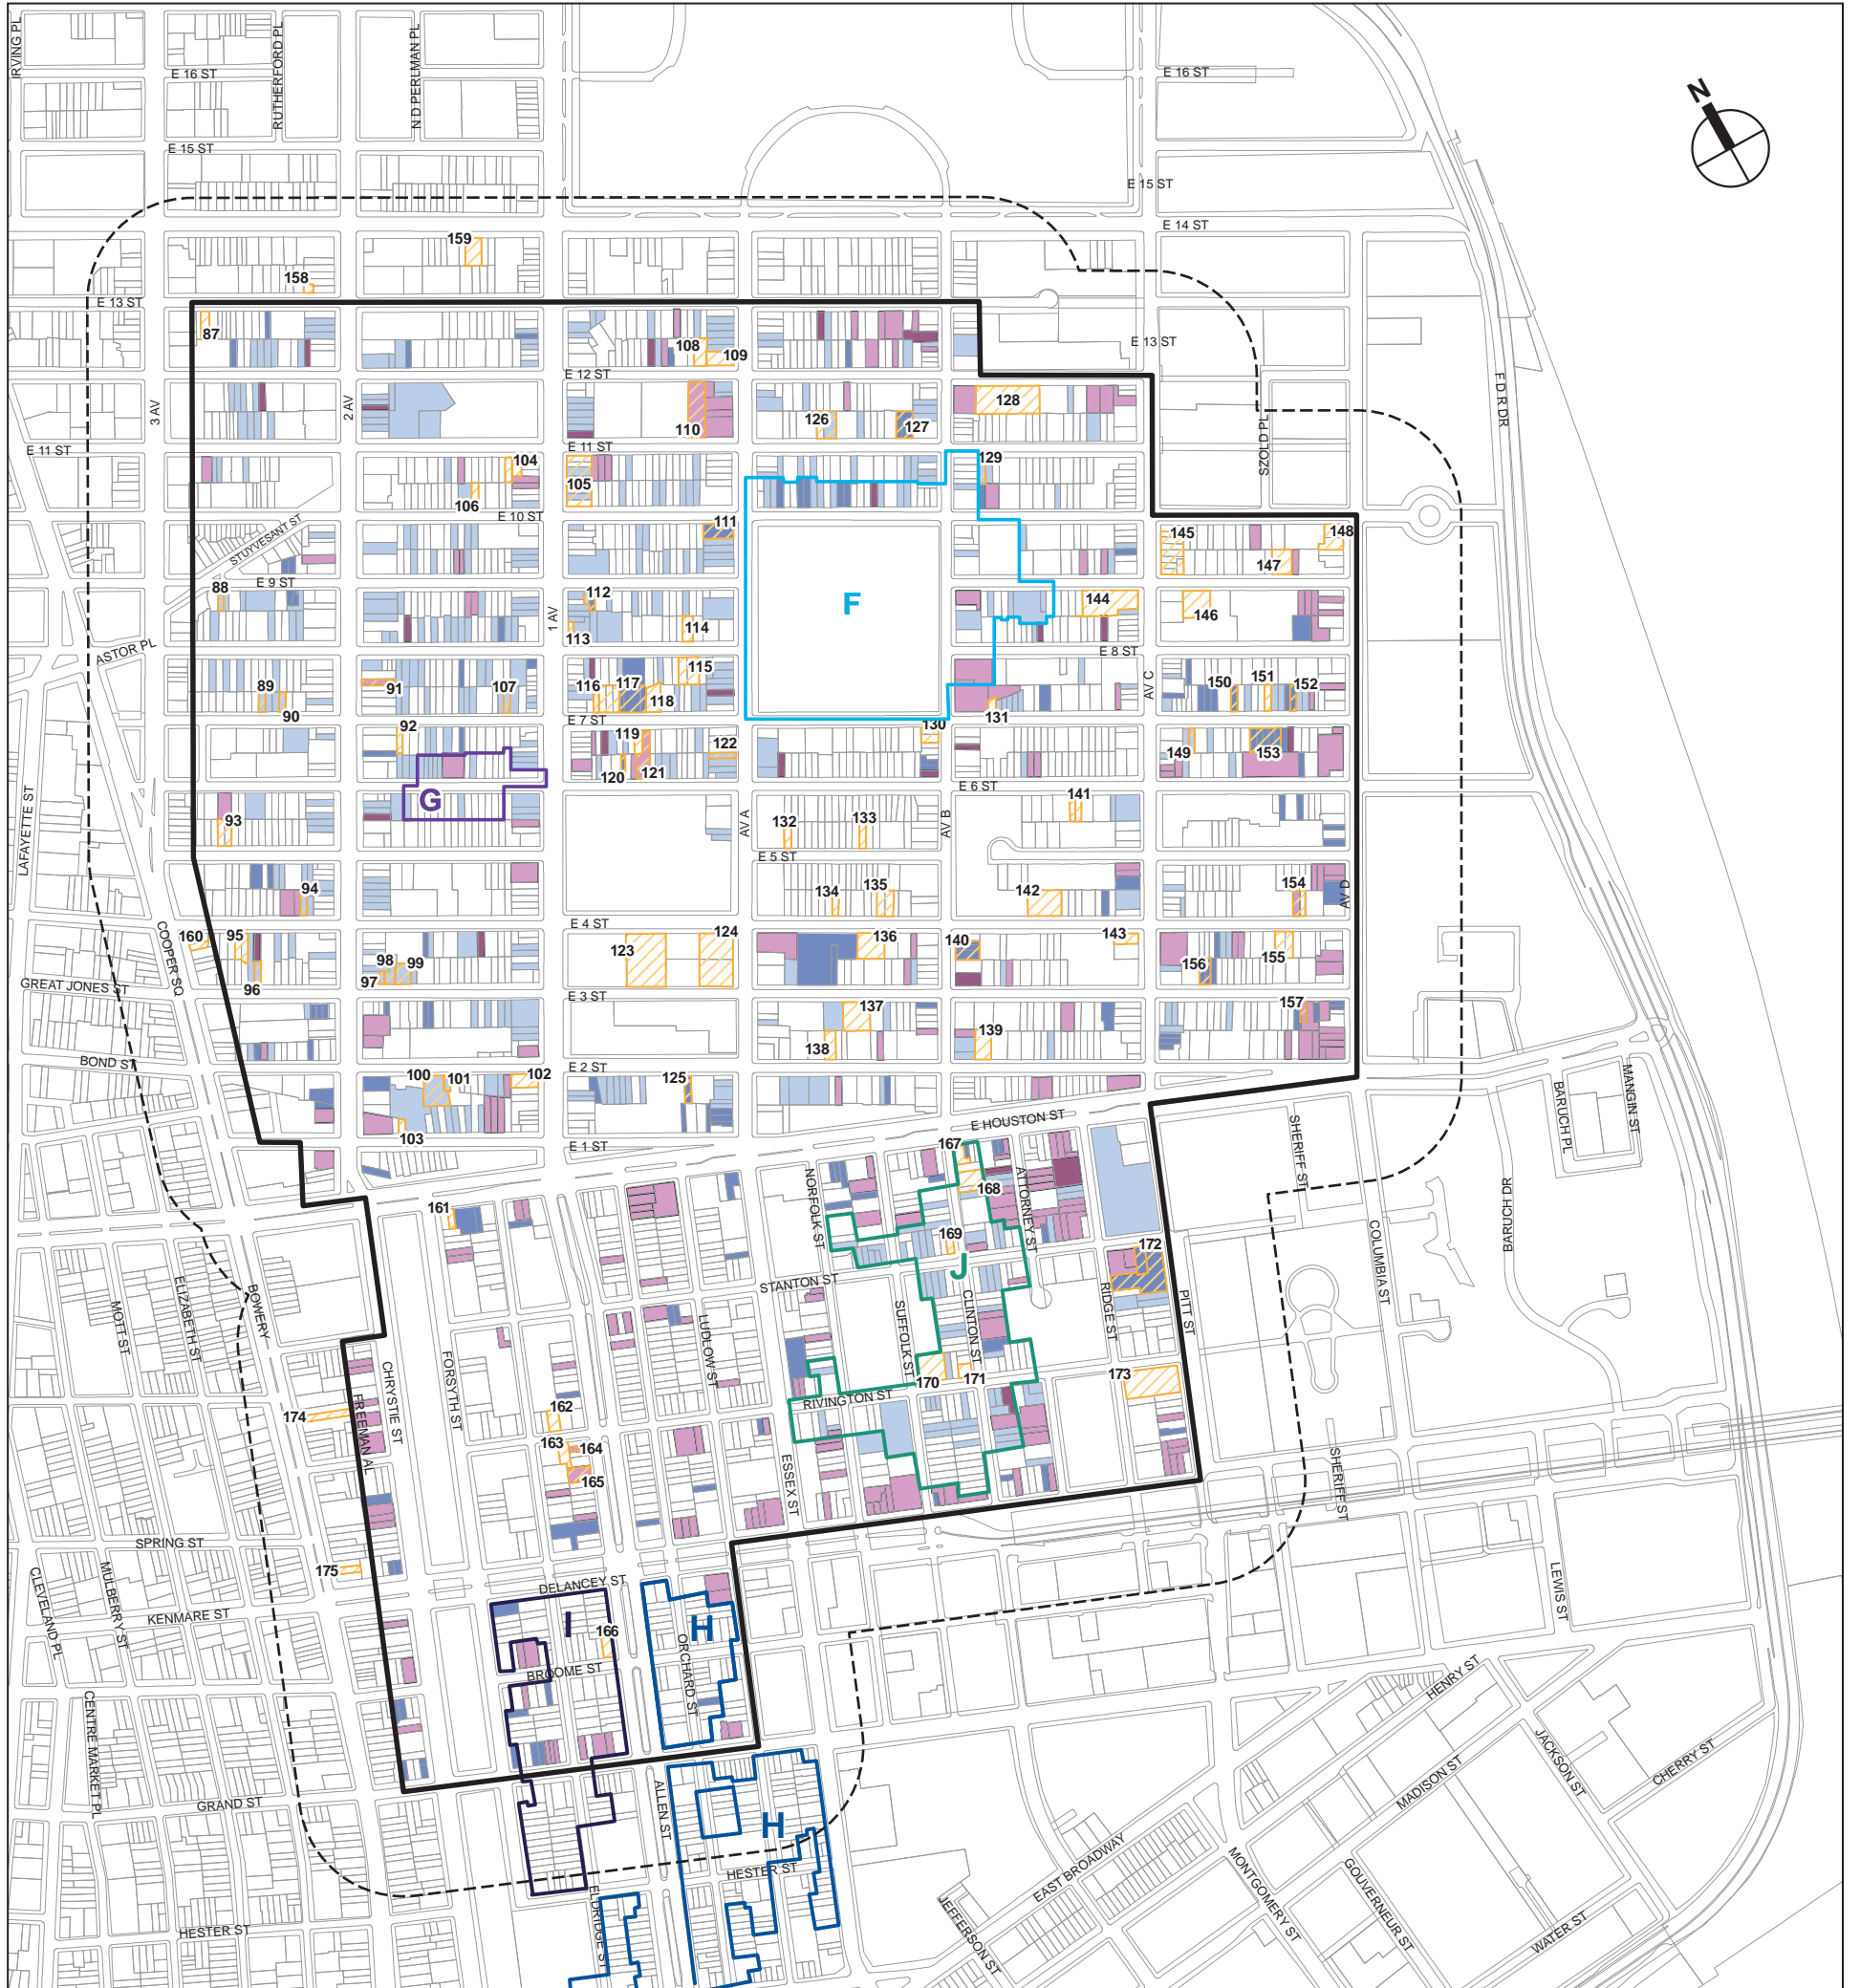 IRVING PL
E 16 ST
RUTHERFORD PL
N D PERLMAN PL
E 16 ST
N
E 15 ST
E 15 ST
E 14 ST
159
158
E 13 ST
87
108
109
E 13 ST
E 12 ST
3 AV
2 AV
F D R DR
110
126
127
128
SZOLD PL
E 11 ST
E 11 ST
104
105
106
129
E 10 ST
STUYVESANT ST
111
145
147
148
E 9 ST
88
112
113
114
1 AV
F
144
146
ASTOR PL
E 8 ST
89
90
91
107
115
116
117
118
131
AV C
150
151
152
E 7 ST
92
119
120
121
122
130
149
153
LAFAYETTE ST
G
E 6 ST
93
AV A
132
133
AV B
141
E 5 ST
94
134
135
142
154
AV D
E 4 ST
COOPER SQ
160
95
96
97
98
99
123
124
136
140
143
155
156
GREAT JONES ST
E 3 ST
137
138
139
157
BOND ST
E 2 ST
100
101
102
125
103
E 1 ST
E HOUSTON ST
BARUCH PL
MANGIN ST
SHERIFF ST
167
168
NORFOLK ST
ATTORNEY ST
161
169
J
172
BARUCH DR
COLUMBIA ST
MOTT ST
ELIZABETH ST
BOWERY
STANTON ST
SUFFOLK ST
CLINTON ST
RIDGE ST
PITT ST
LUDLOW ST
FORSYTH ST
CHRYSTIE ST
FREEMAN AL
170
171
173
RIVINGTON ST
174
162
163
164
165
ESSEX ST
SHERIFF ST
SPRING ST
175
CLEVELAND PL
MULBERRY ST
KENMARE ST
DELANCEY ST
I
166
H
ORCHARD ST
BROOME ST
LEWIS ST
HENRY ST
CENTRE MARKET PL
GRAND ST
ALLEN ST
H
HESTER ST
JACKSON ST
MADISON ST
CHERRY ST
EAST BROADWAY
MONTGOMERY ST
GOUVERNEUR ST
HESTER ST
ELDRIDGE ST
JEFFERSON ST
WATER ST